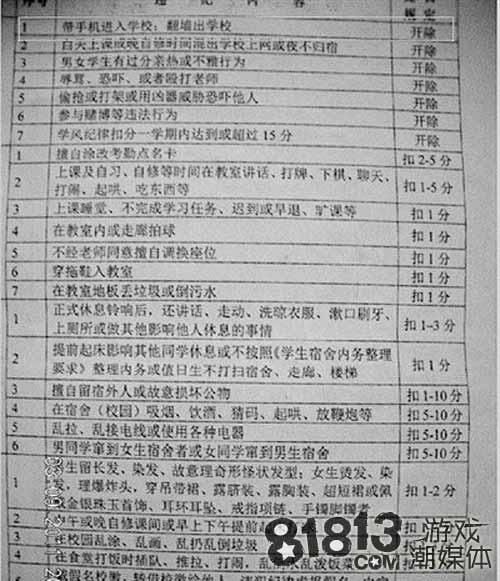 序号 违 纪 内 容 规定
1 带手机进入学校；翻墙出学校 开除
2 白天上课或晚自修时间混出学校上网或夜不归宿 开除
3 男女学生有过分亲热或不雅行为 开除
4 辱骂、恐吓、或者殴打老师 开除
5 偷抢或打架或用凶器威胁恐吓他人 开除
6 参与赌博等违法行为 开除
7 学风纪律扣分一学期内达到或超过 15 分 开除
1 擅自涂改考勤点名卡 扣 2-5 分
2 上课及自习、自修等时间在教室讲话、打牌、下棋、聊天、
打闹、起哄、吃东西等 扣 1-5 分
3 上课睡觉、不完成学习任务、迟到或早退、旷课等 扣 1 分
4 在教室内或走廊拍球 扣 1 分
5 不经老师同意擅自调换座位 扣 1 分
6 穿拖鞋入教室 扣 1 分
7 在教室地板丢垃圾或倒污水 扣 1 分
1 正式休息铃响后，还讲话、走动、洗晾衣服、漱口刷牙、
上厕所或做其他影响他人休息的事情 扣 1-3 分
2 提前起床影响其他同学休息或不按照《学生宿舍内务整理
要求》整理内务或值日生不打扫宿舍、走廊、楼梯 扣 1 分
3 擅自留宿外人或故意损坏公物 扣 1-10 分
4 在宿舍（校园）吸烟、饮酒、猜码、起哄、放鞭炮等 扣 5-10 分
5 乱拉、乱接电线或使用各种电器 扣 5-10 分
6 男同学窜到女生宿舍者或女同学窜到男生宿舍 扣 5-10 分
1 男生留长发、染发、故意理奇形怪状发型；女生烫发、染
发，理爆炸头，穿吊带裙、露脐装、露胸装、超短裙或佩
戴金银珠玉首饰、耳环耳坠、戒指项链、手镯脚镯者 扣 1-2 分
2 上午或晚自修课间或早上下午提前起
3 在校园乱涂、乱画、乱扔乱倒垃圾
4 在食堂打饭时插队、推拉、打闹，乱倒 乱泼饭菜
81813 游戏
潮媒体